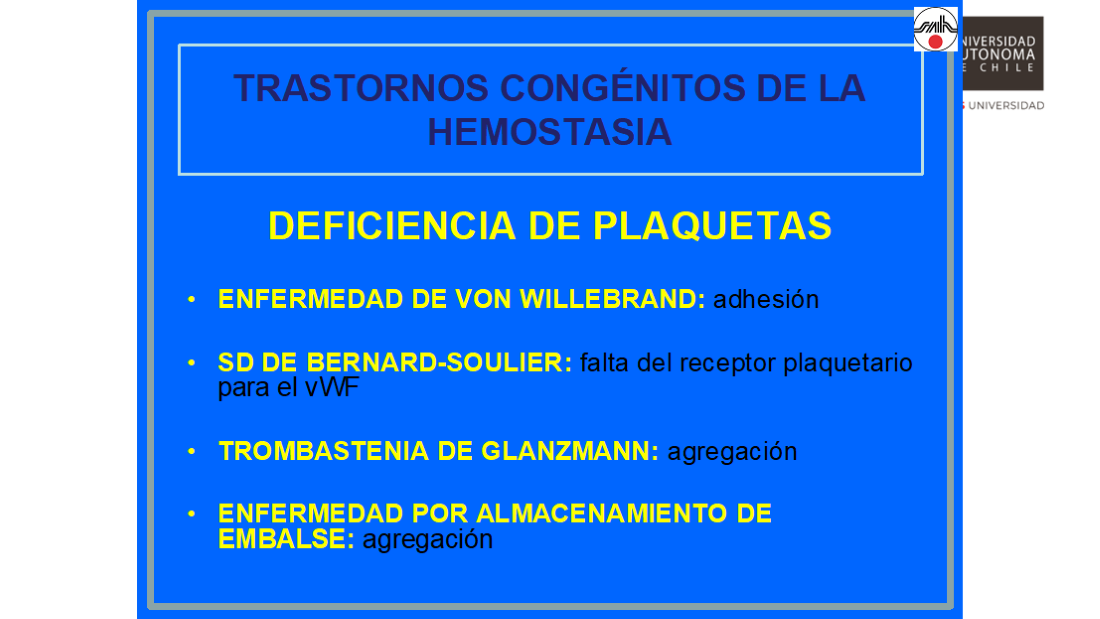 TRASTORNOS CONGÉNITOS DE LA
HEMOSTASIA
NIVERSIDAD
UTONOMA
E CHILE
S UNIVERSIDAD
DEFICIENCIA DE PLAQUETAS
• ENFERMEDAD DE VON WILLEBRAND: adhesión
• SD DE BERNARD-SOULIER: falta del receptor plaquetario
para el vWF
• TROMBASTENIA DE GLANZMANN: agregación
• ENFERMEDAD POR ALMACENAMIENTO DE
EMBALSE: agregación